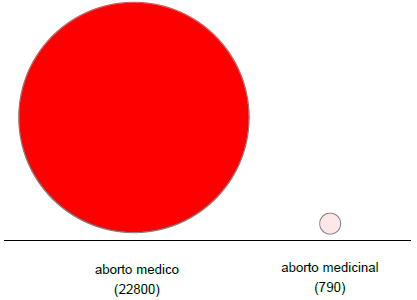 aborto medico
(22800)
aborto medicinal
(790)